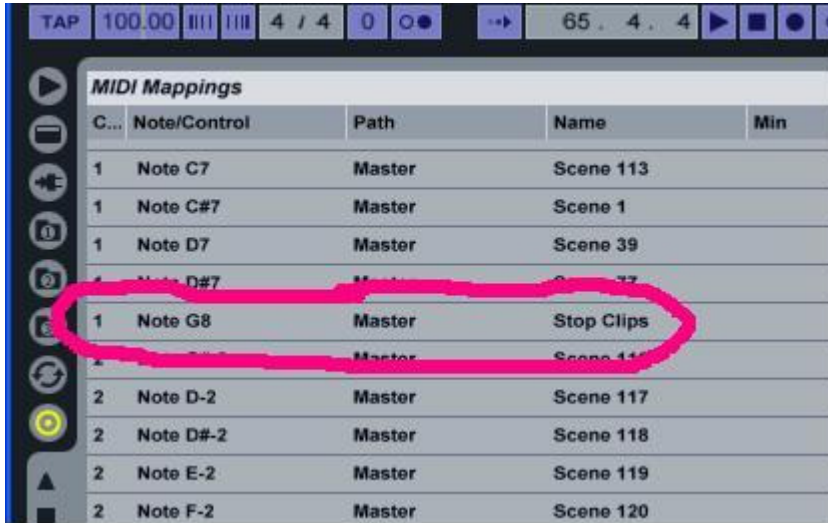 TAP 100.00 4 / 4 0 65. 4. 4
MIDI Mappings
C... Note/Control Path Name Min
1 Note C7 Master Scene 113
1 Note C#7 Master Scene 1
1 Note D7 Master Scene 39
D#7
1 Note G8 Master Stop Clips
2 Scene
2 Note D-2 Master Scene 117
2 Note D#-2 Master Scene 118
2 Note E-2 Master Scene 119
2 Note F-2 Master Scene 120